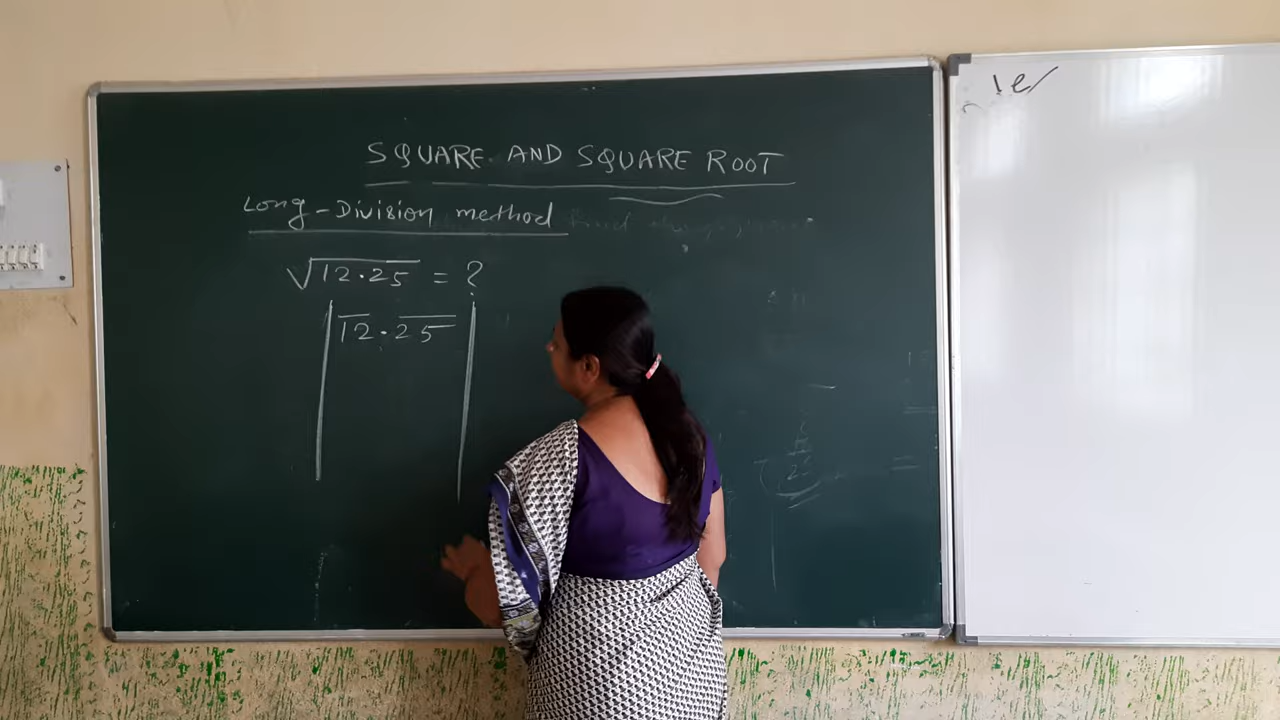 SQUARE AND SQUARE ROOT
Long-Division method
√12.25 = ?
12.25